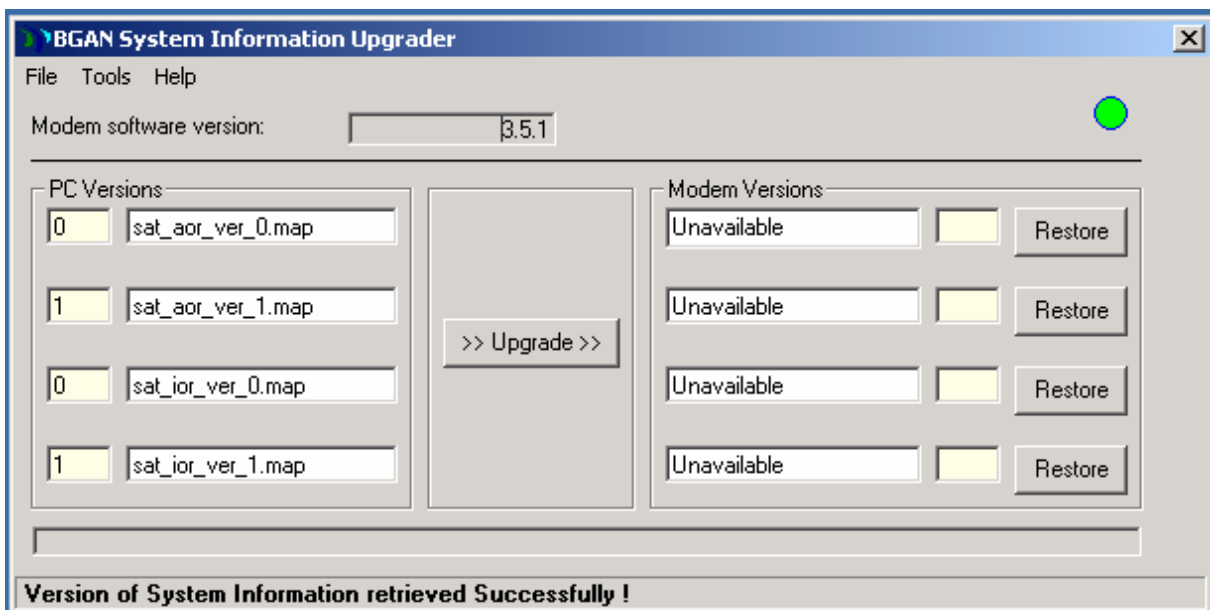 BGAN System Information Upgrader
File Tools Help
Modem software version: 3.5.1
PC Versions Modem Versions
0 sat_aor_ver_0.map Unavailable Restore
1 sat_aor_ver_1.map Unavailable Restore
>> Upgrade >>
0 sat_ior_ver_0.map Unavailable Restore
1 sat_ior_ver_1.map Unavailable Restore
Version of System Information retrieved Successfully !